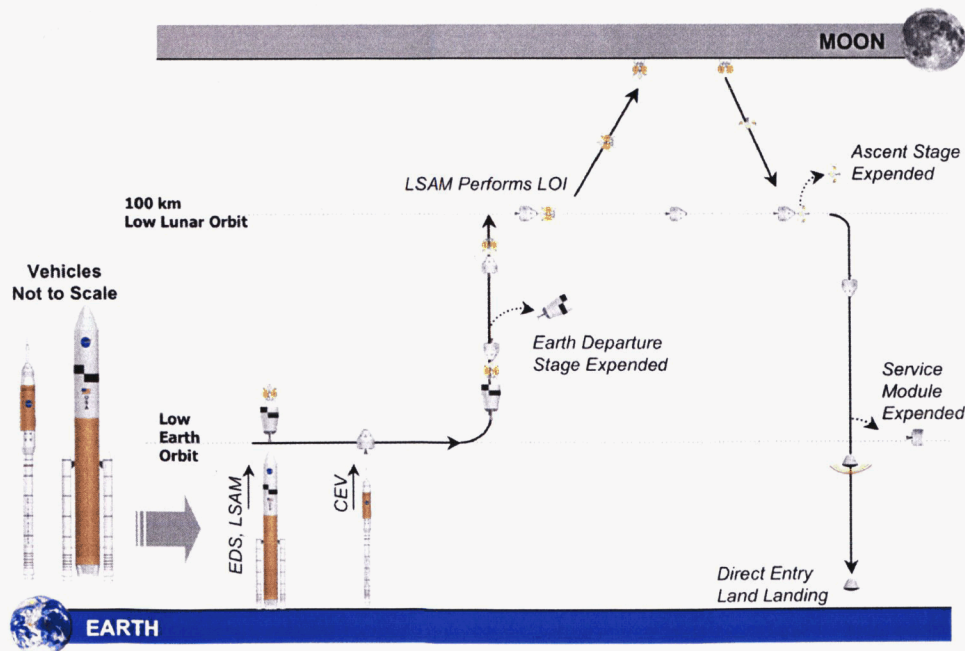 MOON
Ascent Stage
Expended
LSAM Performs LOI
100 km
Low Lunar Orbit
Vehicles
Not to Scale
Earth Departure
Stage Expended
Service
Module
Expended
Low
Earth
Orbit
EDS, LSAM
CEV
Direct Entry
Land Landing
EARTH